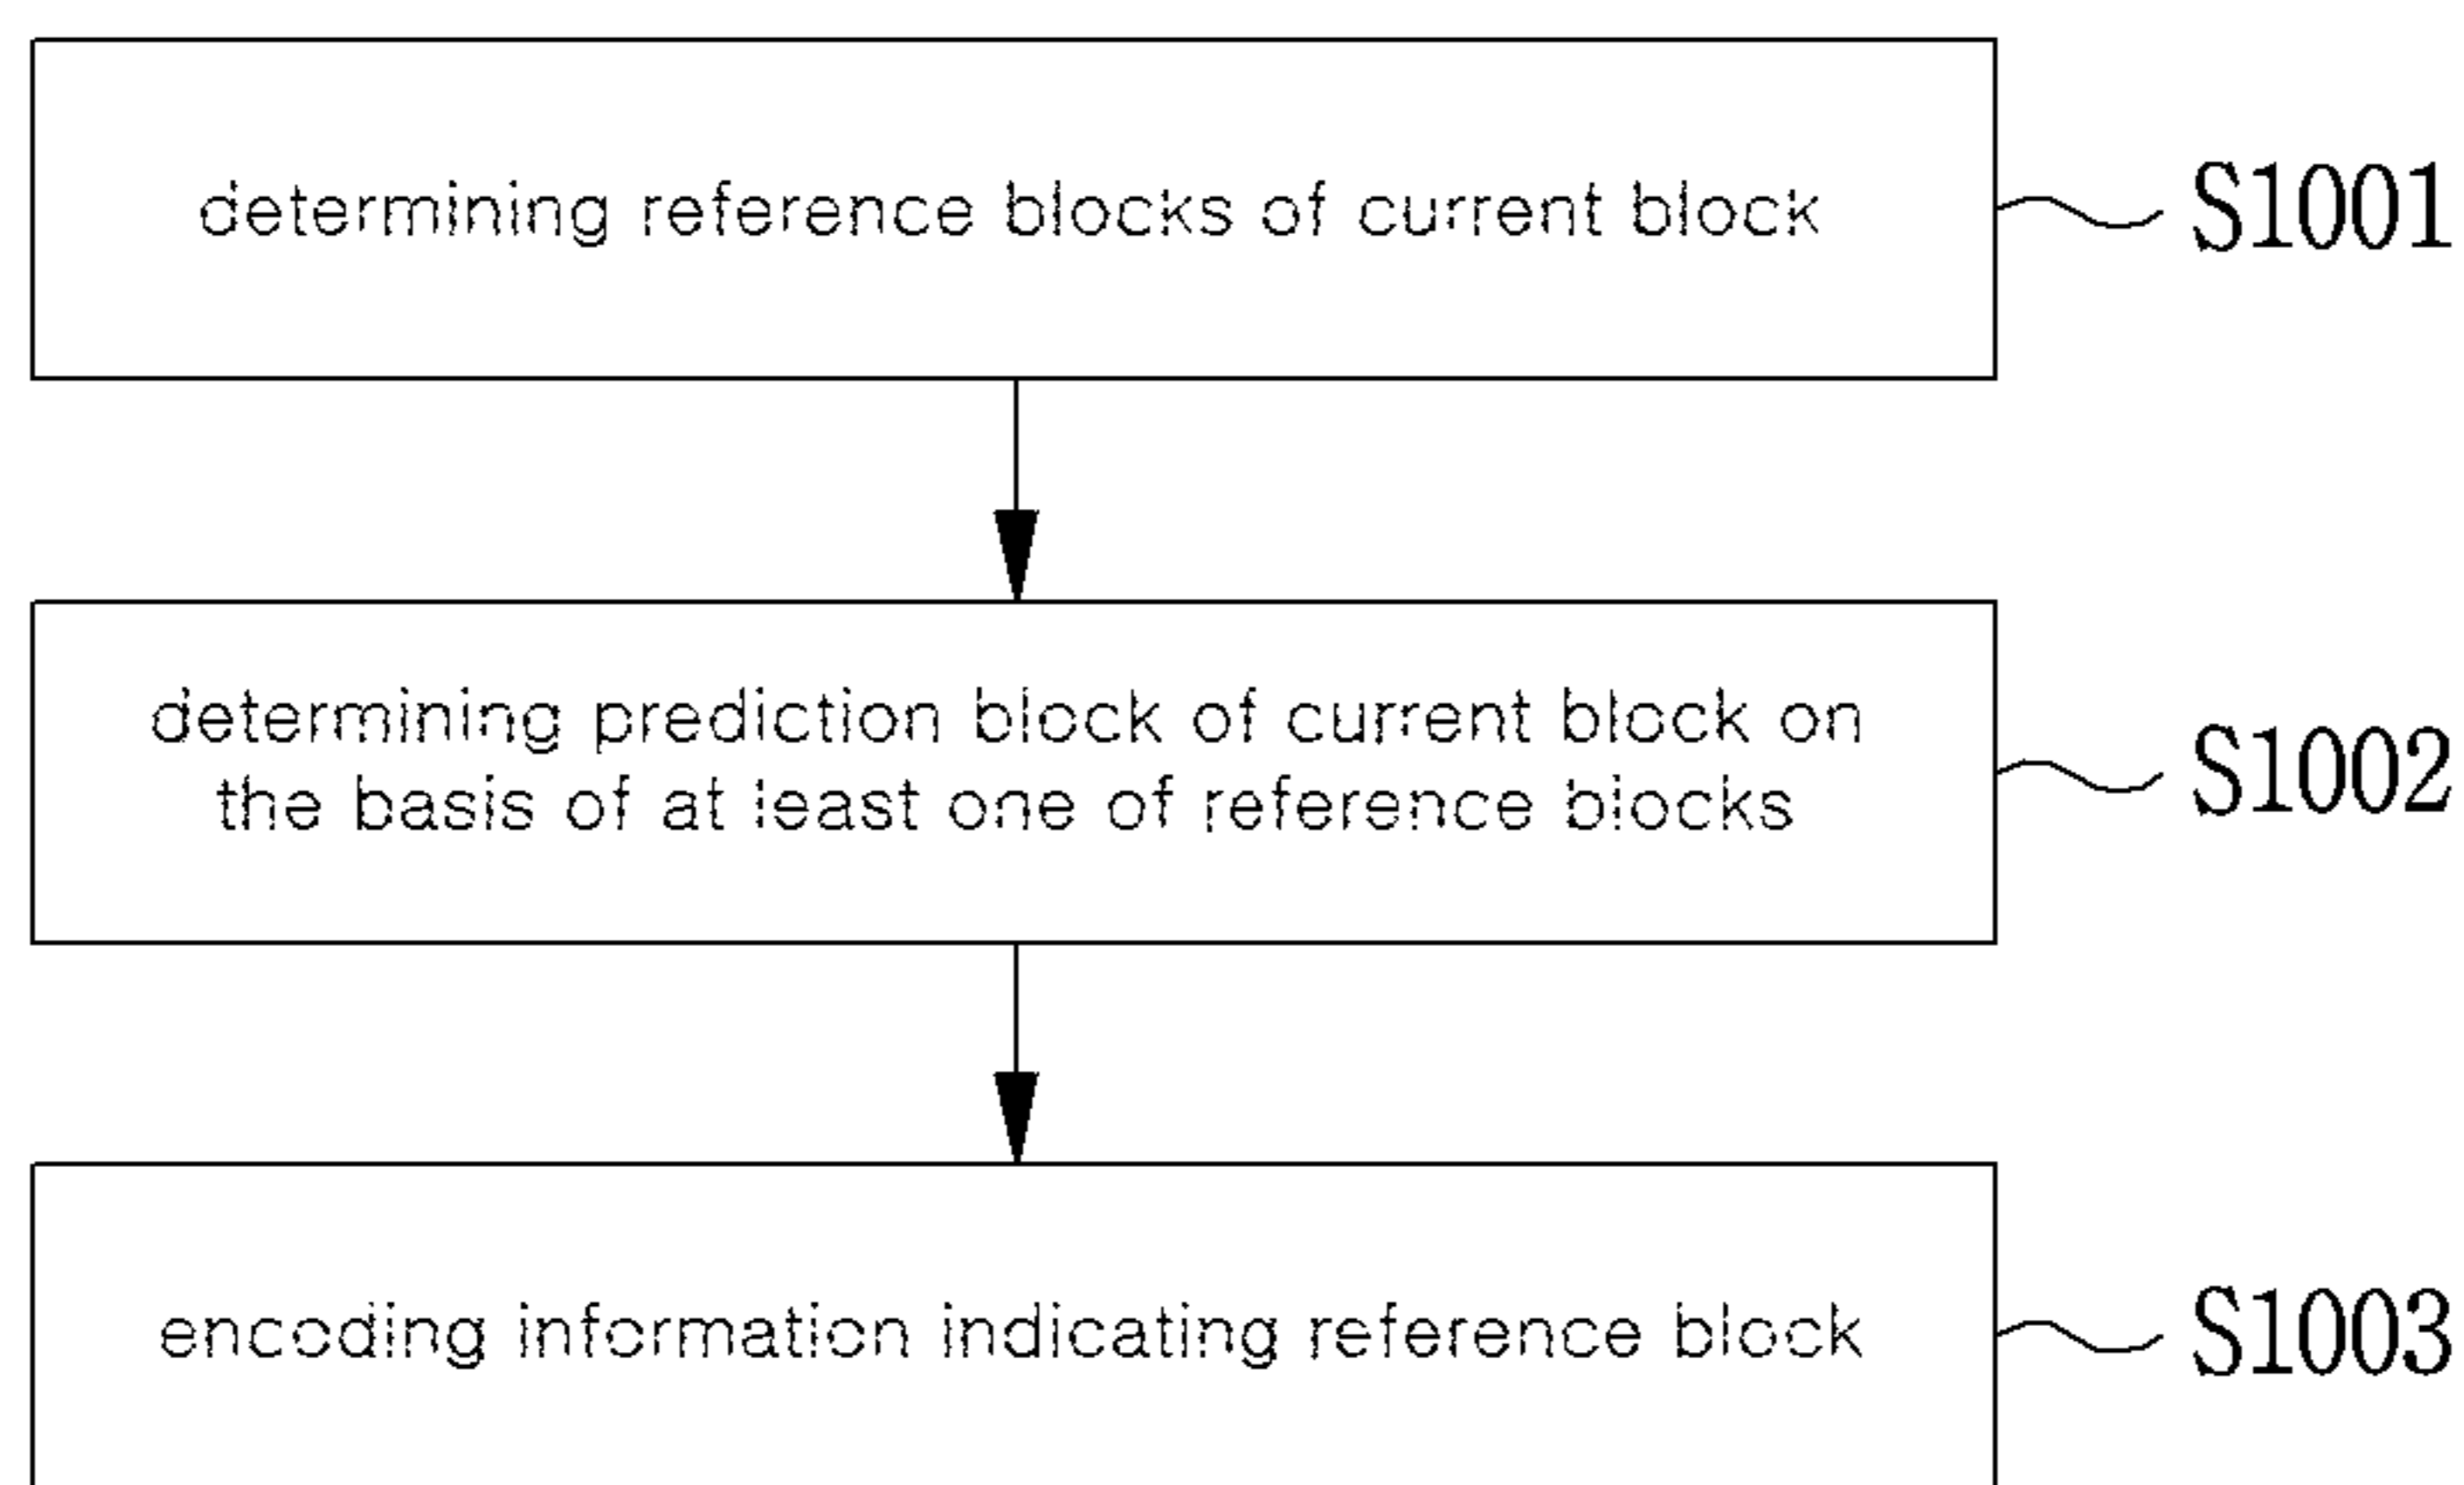 determining reference blocks of current block
S1001
determining prediction block of current block on
the basis of at least one of reference blocks
S1002
encoding information indicating reference block
S1003